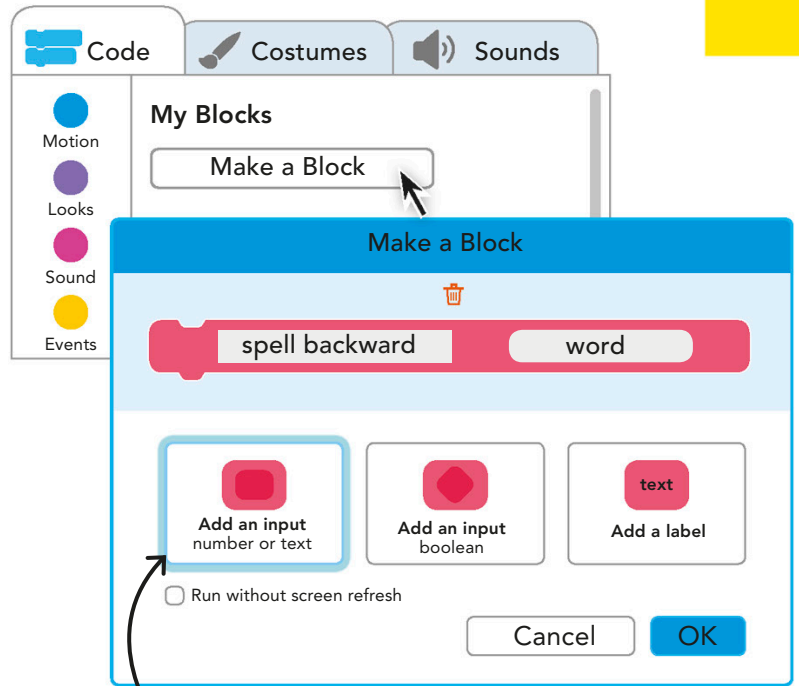 Code
Costumes
Sounds
My Blocks
Motion
Make a Block
Looks
Sound
Events
Make a Block
spell backward
word
Add an input
number or text
Add an input
boolean
text
Add a label
Run without screen refresh
Cancel
OK